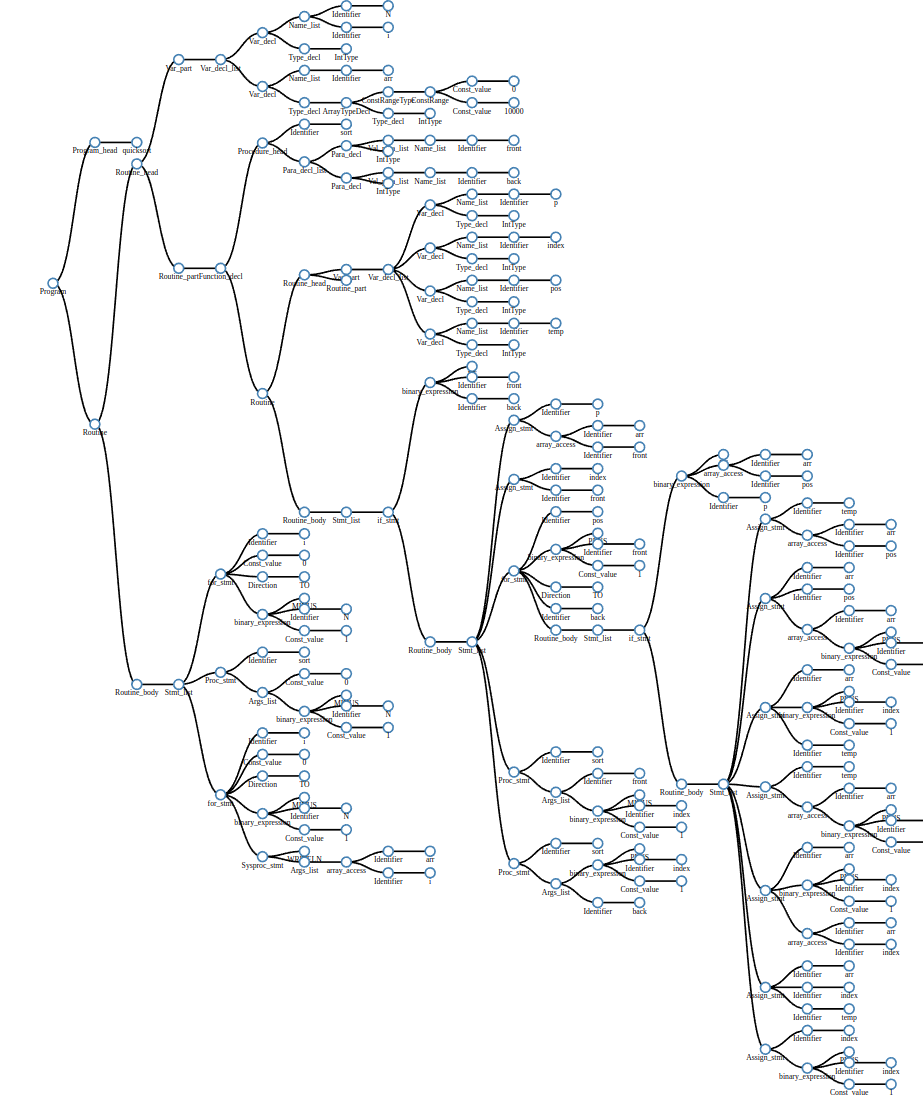 Identifier N
Name_list
Identifier i
Var_decl
Type_decl IntType
Var_part Var_decl_list
Name_list Identifier arr
Var_decl
Const_value 0
ConstRangeType ConstRange
Type_decl ArrayTypeDecl
Const_value 10000
Type_decl IntType
Identifier sort
Program_head quicksort
Procedure_head
Para_decl
Name_list Identifier front
IntType
Routine_head
Para_decl_list
Para_decl
Name_list Identifier back
IntType
Name_list Identifier p
Var_decl
Type_decl IntType
Name_list Identifier index
Var_decl
Type_decl IntType
Routine_part Function_decl
Routine_head Var_part Var_decl_list
Routine_part
Program
Name_list Identifier pos
Var_decl
Type_decl IntType
Name_list Identifier temp
Var_decl
Type_decl IntType
binary_expression
Identifier front
Identifier back
Routine
Routine
Identifier p
Assign_stmt
array_access
Identifier arr
Identifier front
Identifier index
Assign_stmt
Identifier front
binary_expression
array_access
Identifier arr
Identifier pos
Identifier p
Routine_body Stmt_list if_stmt
Identifier pos
binary_expression
Identifier front
Const_value 1
for_stmt
Direction TO
Identifier back
Routine_body Stmt_list if_stmt
Assign_stmt
Identifier temp
array_access
Identifier arr
Identifier pos
Identifier i
Const_value 0
for_stmt
Direction TO
binary_expression
MINUS
Identifier N
Const_value 1
Routine_body Stmt_list
Assign_stmt
Identifier arr
Identifier pos
array_access
Identifier arr
binary_expression
PLUS
Identifier
Const_value
Routine_body Stmt_list
Proc_stmt
Identifier sort
Args_list
Const_value 0
binary_expression
MINUS
Identifier N
Const_value 1
Assign_stmt
Identifier arr
binary_expression
PLUS
Identifier index
Const_value 1
Identifier temp
for_stmt
Identifier i
Const_value 0
Direction TO
binary_expression
MINUS
Identifier N
Const_value 1
Sysproc_stmt
WRITELN
Args_list array_access
Identifier arr
Identifier i
Proc_stmt
Identifier sort
Args_list
Identifier front
binary_expression
MINUS
Identifier index
Const_value 1
Routine_body Stmt_list
Assign_stmt
Identifier temp
array_access
Identifier arr
binary_expression
PLUS
Identifier
Const_value
Proc_stmt
Identifier sort
Args_list
binary_expression
PLUS
Identifier index
Const_value 1
Identifier back
Assign_stmt
Identifier arr
binary_expression
PLUS
Identifier index
Const_value 1
array_access
Identifier arr
Identifier index
Assign_stmt
Identifier arr
Identifier index
Identifier temp
Assign_stmt
Identifier index
binary_expression
PLUS
Identifier index
Const_value 1